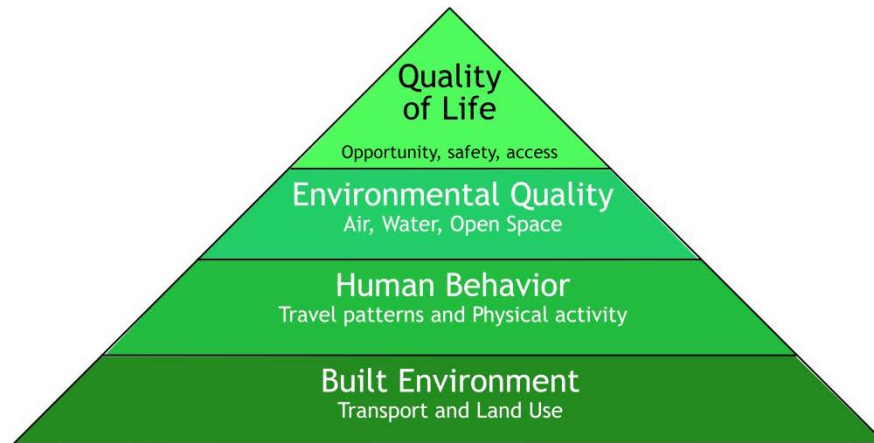 Quality
of Life
Opportunity, safety, access
Environmental Quality
Air, Water, Open Space
Human Behavior
Travel patterns and Physical activity
Built Environment
Transport and Land Use